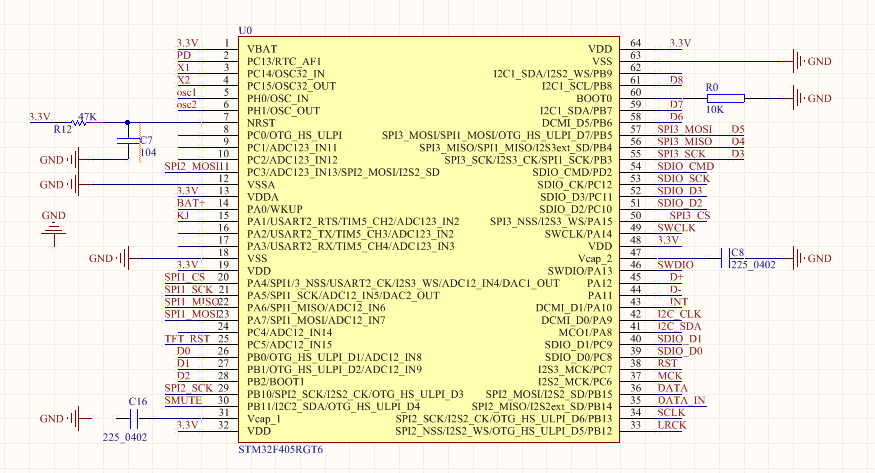 U0
3.3V 1 VBAT VDD 64 3.3V
PD 2 PC13/RTC_AF1 VSS 63 GND
X1 3 PC14/OSC32_IN I2C1_SDA/I2S2_WS/PB9 62
X2 4 PC15/OSC32_OUT I2C1_SCL/PB8 61 D8
R0
osc1 5 PH0/OSC_IN BOOT0 60 GND
10K
osc2 6 PH1/OSC_OUT I2C1_SDA/PB7 59 D7
3.3V 47K
R12
7 NRST DCMI_D5/PB6 58 D6
8 PC0/OTG_HS_ULPI SPI3_MOSI/SPI1_MOSI/OTG_HS_ULPI_D7/PB5 57 SPI3_MOSI D5
C7
104
9 PC1/ADC123_IN11 SPI3_MISO/SPI1_MISO/I2S3ext_SD/PB4 56 SPI3_MISO D4
GND 10 PC2/ADC123_IN12 SPI3_SCK/I2S3_CK/SPI1_SCK/PB3 55 SPI3_SCK D3
SPI2_MOSI 11 PC3/ADC123_IN13/SPI2_MOSI/I2S2_SD SDIO_CMD/PD2 54 SDIO_CMD
GND 12 VSSA SDIO_CK/PC12 53 SDIO_SCK
3.3V 13 VDDA SDIO_D3/PC11 52 SDIO_D3
BAT+ 14 PA0/WKUP SDIO_D2/PC10 51 SDIO_D2
GND
KJ 15 PA1/USART2_RTS/TIM5_CH2/ADC123_IN2 SPI3_NSS/I2S3_WS/PA15 50 SPI3_CS
16 PA2/USART2_TX/TIM5_CH3/ADC123_IN2 SWCLK/PA14 49 SWCLK
17 PA3/USART2_RX/TIM5_CH4/ADC123_IN3 VDD 48 3.3V
GND 18 VSS Vcap_2 47 C8 GND
225_0402
3.3V 19 VDD SWDIO/PA13 46 SWDIO
SPI1_CS 20 PA4/SPI1/3_NSS/USART2_CK/I2S3_WS/ADC12_IN4/DAC1_OUT PA12 45 D+
SPI1_SCK 21 PA5/SPI1_SCK/ADC12_IN5/DAC2_OUT PA11 44 D-
SPI1_MISO 22 PA6/SPI1_MISO/ADC12_IN6 DCMI_D1/PA10 43 INT
SPI1_MOSI 23 PA7/SPI1_MOSI/ADC12_IN7 DCMI_D0/PA9 42 I2C_CLK
24 PC4/ADC12_IN14 MCO1/PA8 41 I2C_SDA
TFT_RST 25 PC5/ADC12_IN15 SDIO_D1/PC9 40 SDIO_D1
D0 26 PB0/OTG_HS_ULPI_D1/ADC12_IN8 SDIO_D0/PC8 39 SDIO_D0
D1 27 PB1/OTG_HS_ULPI_D2/ADC12_IN9 I2S3_MCK/PC7 38 RST
D2 28 PB2/BOOT1 I2S2_MCK/PC6 37 MCK
SPI2_SCK 29 PB10/SPI2_SCK/I2S2_CK/OTG_HS_ULPI_D3 SPI2_MOSI/I2S2_SD/PB15 36 DATA
C16
SMUTE 30 PB11/I2C2_SDA/OTG_HS_ULPI_D4 SPI2_MISO/I2S2ext_SD/PB14 35 DATA_IN
GND 31 Vcap_1 SPI2_SCK/I2S2_CK/OTG_HS_ULPI_D6/PB13 34 SCLK
225_0402
3.3V 32 VDD SPI2_NSS/I2S2_WS/OTG_HS_ULPI_D5/PB12 33 LRCK
STM32F405RGT6